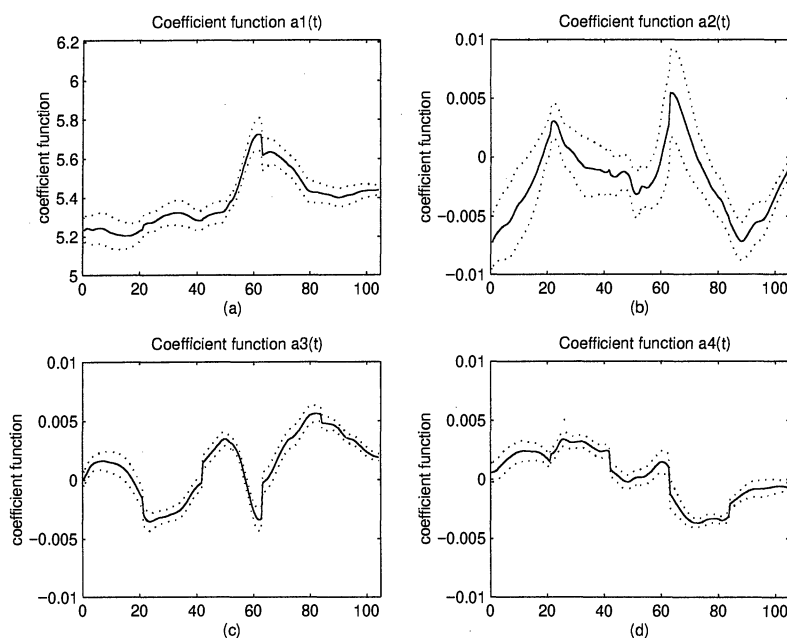 Coefficient function a1(t)
6.2
6
5.8
5.6
5.4
5.2
5
coefficient function
0 20 40 60 80 100
(a)
Coefficient function a2(t)
0.01
0.005
0
−0.005
−0.01
coefficient function
0 20 40 60 80 100
(b)
Coefficient function a3(t)
0.01
0.005
0
−0.005
−0.01
coefficient function
0 20 40 60 80 100
(c)
Coefficient function a4(t)
0.01
0.005
0
−0.005
−0.01
coefficient function
0 20 40 60 80 100
(d)